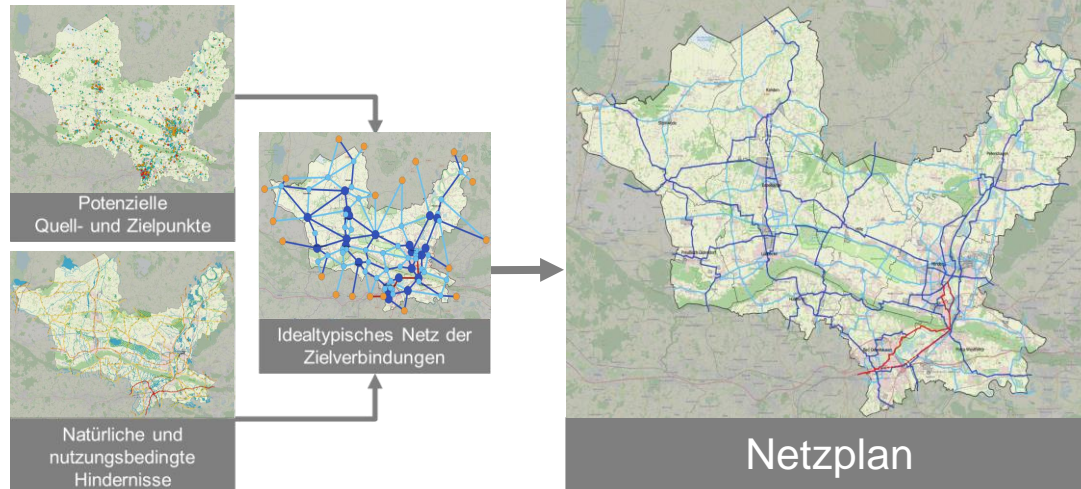 Potenzielle
Quell- und Zielpunkte
Natürliche und
nutzungsbedingte
Hindernisse
Idealtypisches Netz der
Zielverbindungen
Netzplan